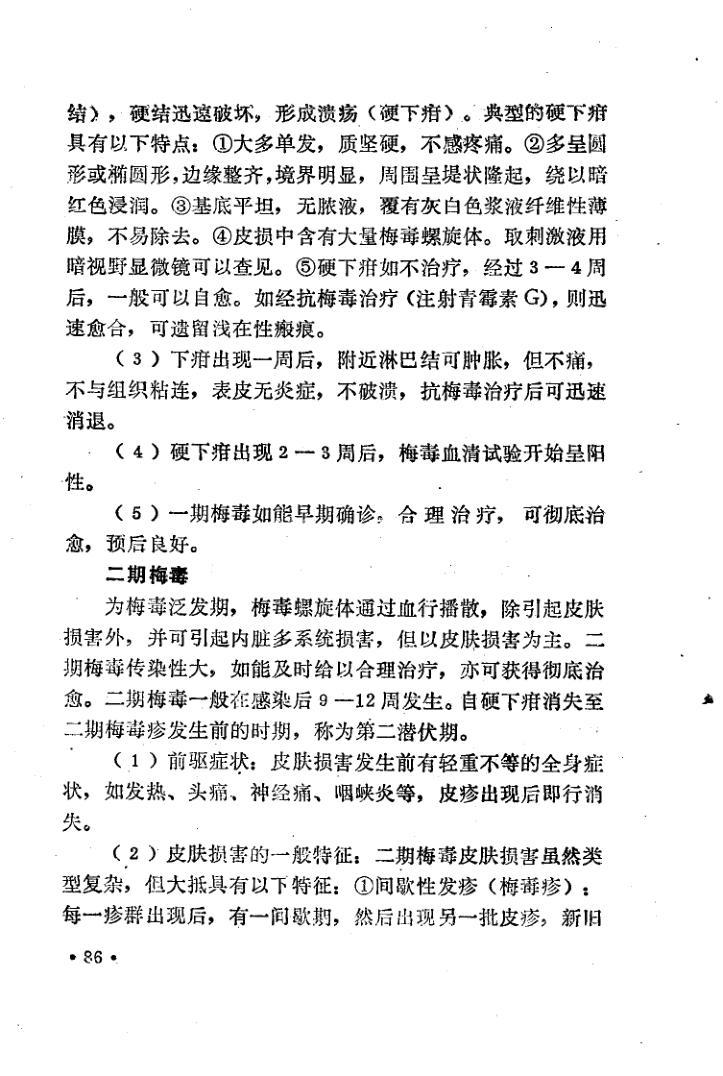 结），硬结迅速破坏，形成溃疡（硬下疳）。典型的硬下疳
具有以下特点：①大多单发，质坚硬，不感疼痛。②多呈圆
形或椭圆形，边缘整齐，境界明显，周围呈堤状隆起，绕以暗
红色浸润。③基底平坦，无脓液，覆有灰白色浆液纤维性薄
膜，不易除去。④皮损中含有大量梅毒螺旋体。取刺激液用
暗视野显微镜可以查见。⑤硬下疳如不治疗，经过3—4周
后，一般可以自愈。如经抗梅毒治疗（注射青霉素G），则迅
速愈合，可遗留浅在性瘢痕。
（3）下疳出现一周后，附近淋巴结可肿胀，但不痛，
不与组织粘连，表皮无炎症，不破溃，抗梅毒治疗后可迅速
消退。
（4）硬下疳出现2—3周后，梅毒血清试验开始呈阳
性。
（5）一期梅毒如能早期确诊，合理治疗，可彻底治
愈，预后良好。
二期梅毒
为梅毒泛发期，梅毒螺旋体通过血行播散，除引起皮肤
损害外，并可引起内脏多系统损害，但以皮肤损害为主。二
期梅毒传染性大，如能及时给以合理治疗，亦可获得彻底治
愈。二期梅毒一般在感染后9—12周发生。自硬下疳消失至
二期梅毒疹发生前的时期，称为第二潜伏期。
（1）前驱症状：皮肤损害发生前有轻重不等的全身症
状，如发热、头痛、神经痛、咽峡炎等，皮疹出现后即行消
失。
（2）皮肤损害的一般特征：二期梅毒皮肤损害虽然类
型复杂，但大抵具有以下特征：①间歇性发疹（梅毒疹）：
每一疹群出现后，有一间歇期，然后出现另一批皮疹，新旧
•86•